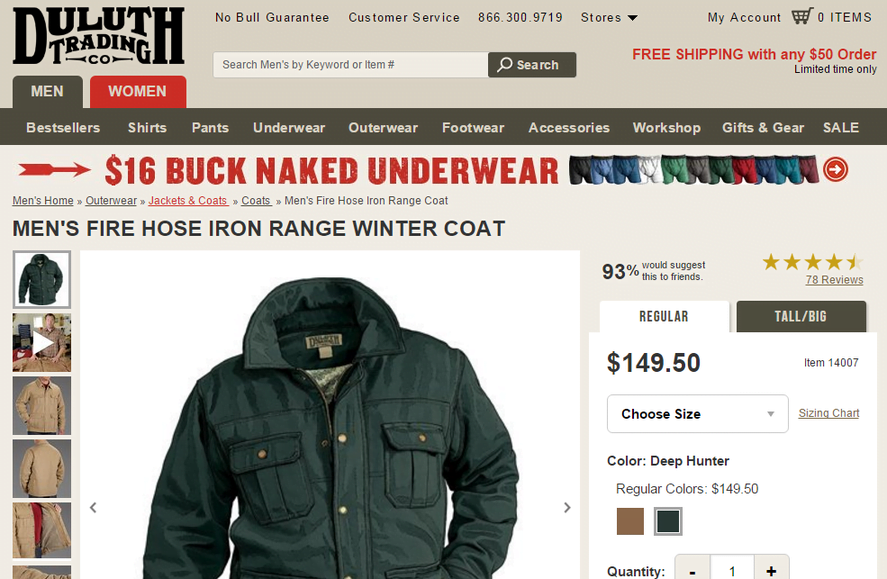 DULUTH
TRADING
CO
No Bull Guarantee Customer Service 866.300.9719 Stores My Account 0 ITEMS
Search Men's by Keyword or Item # Search
FREE SHIPPING with any $50 Order
Limited time only
MEN WOMEN
Bestsellers Shirts Pants Underwear Outerwear Footwear Accessories Workshop Gifts & Gear SALE
$16 BUCK NAKED UNDERWEAR
Men's Home » Outerwear » Jackets & Coats » Coats » Men's Fire Hose Iron Range Coat
MEN'S FIRE HOSE IRON RANGE WINTER COAT
93% would suggest
this to friends.
78 Reviews
REGULAR TALL/BIG
DULUTH
$149.50 Item 14007
Choose Size Sizing Chart
Color: Deep Hunter
Regular Colors: $149.50
Quantity: - 1 +